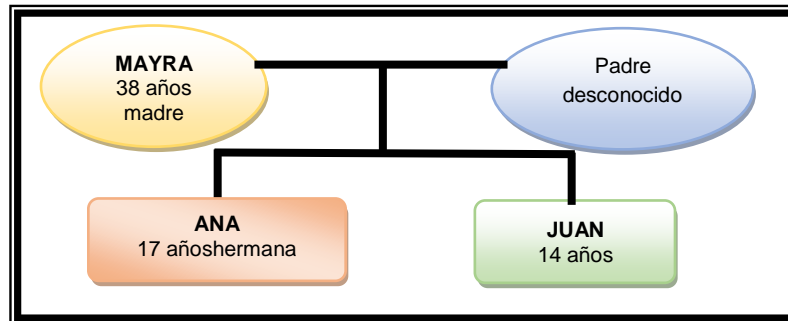 MAYRA
38 años
madre
Padre
desconocido
ANA
17 añoshermana
JUAN
14 años